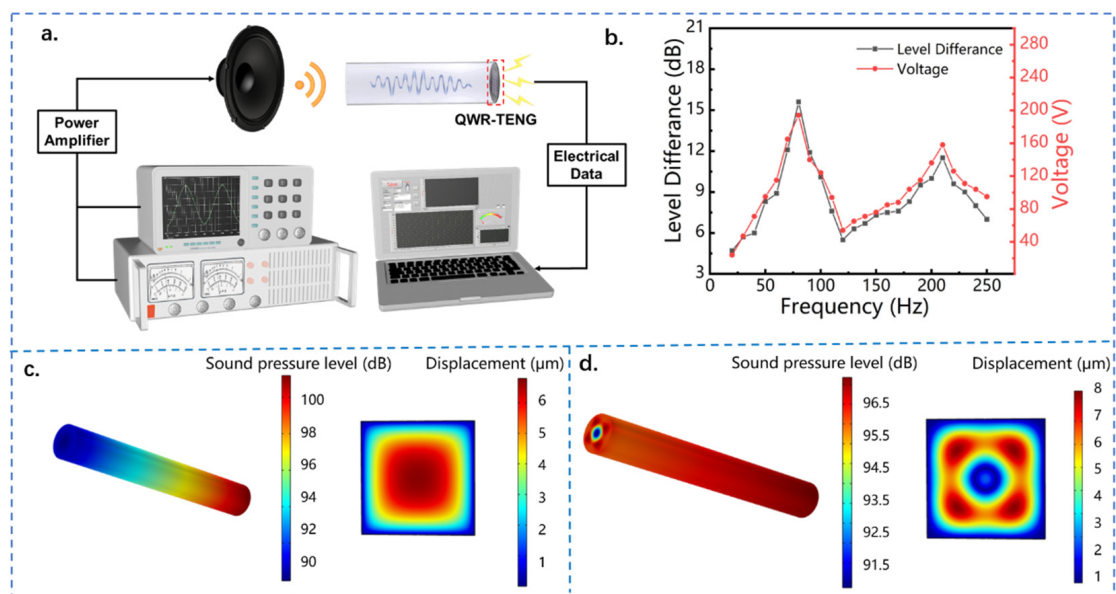 a.
Power
Amplifier
QWR-TENG
Electrical
Data
b.
Level Differance (dB)
18
15
12
9
6
3
Level Differance
Voltage
280
240
200
160
120
80
40
Voltage (V)
0
50
100
150
200
250
Frequency (Hz)
c.
Sound pressure level (dB)
100
98
96
94
92
90
Displacement (μm)
6
5
4
3
2
1
d.
Sound pressure level (dB)
96.5
95.5
94.5
93.5
92.5
91.5
Displacement (μm)
8
7
6
5
4
3
2
1